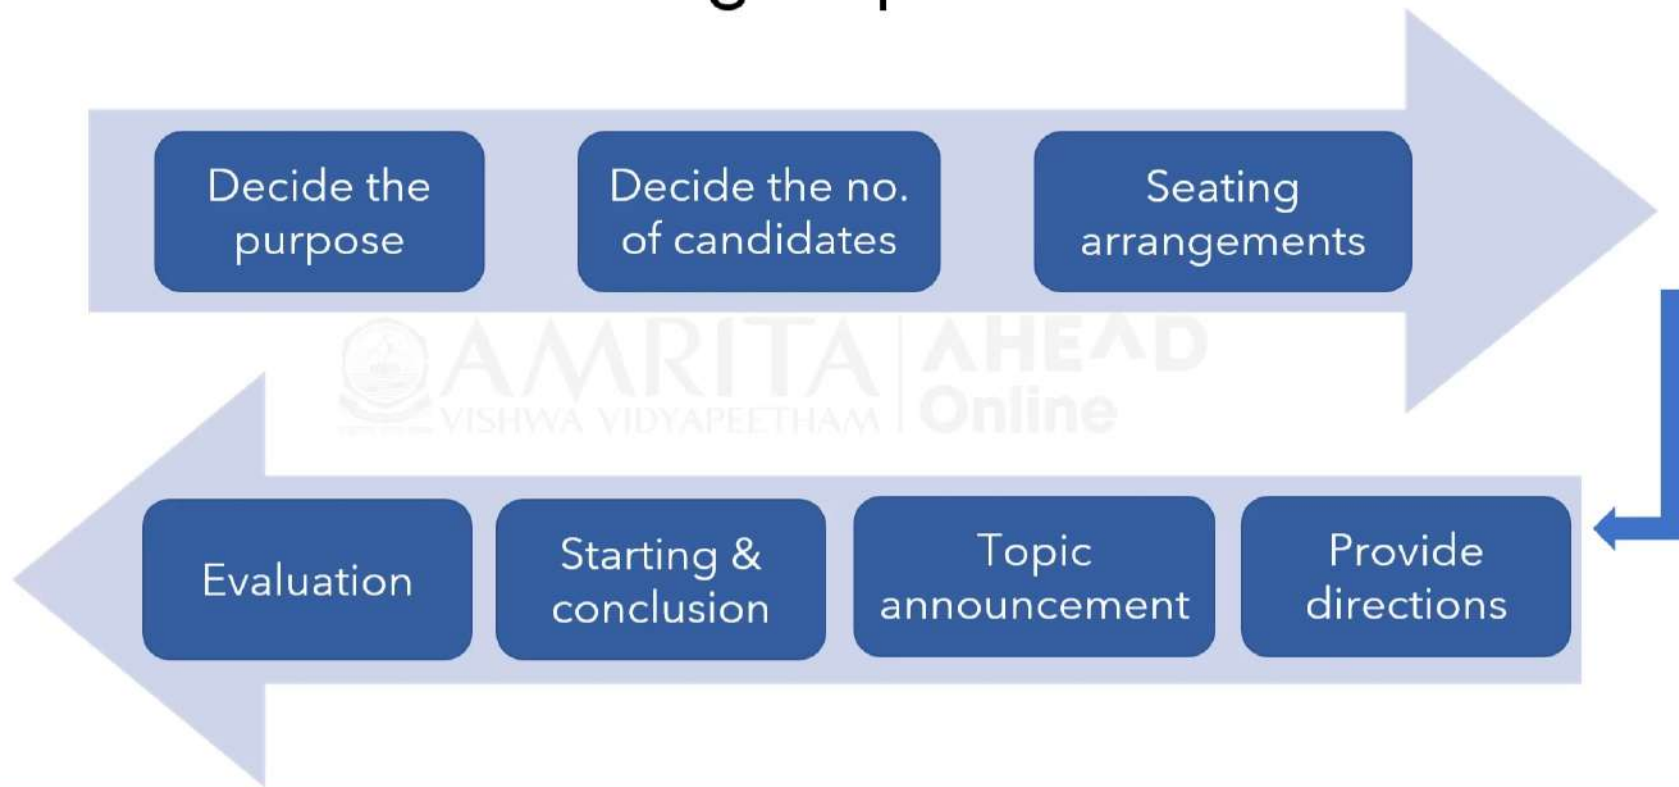 Decide the
purpose
Decide the no.
of candidates
Seating
arrangements
AMRITA
VISHWA VIDYAPEETHAM
AHEAD
Online
Provide
directions
Topic
announcement
Starting &
conclusion
Evaluation